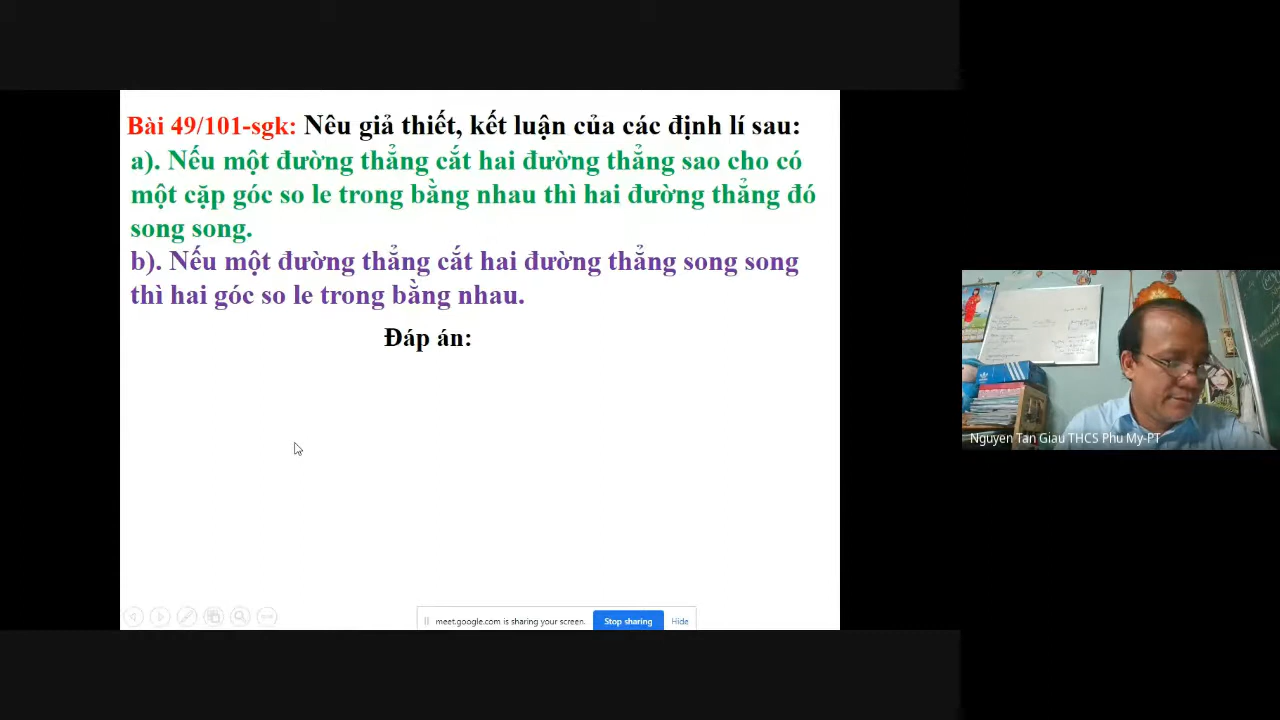 Bài 49/101-sgk: Nêu giả thiết, kết luận của các định lí sau:
a). Nếu một đường thẳng cắt hai đường thẳng sao cho có
một cặp góc so le trong bằng nhau thì hai đường thẳng đó
song song.
b). Nếu một đường thẳng cắt hai đường thẳng song song
thì hai góc so le trong bằng nhau.
Đáp án:
Nguyen Tan Giau THCS Phu My-PT
meet.google.com is sharing your screen. Stop sharing Hide